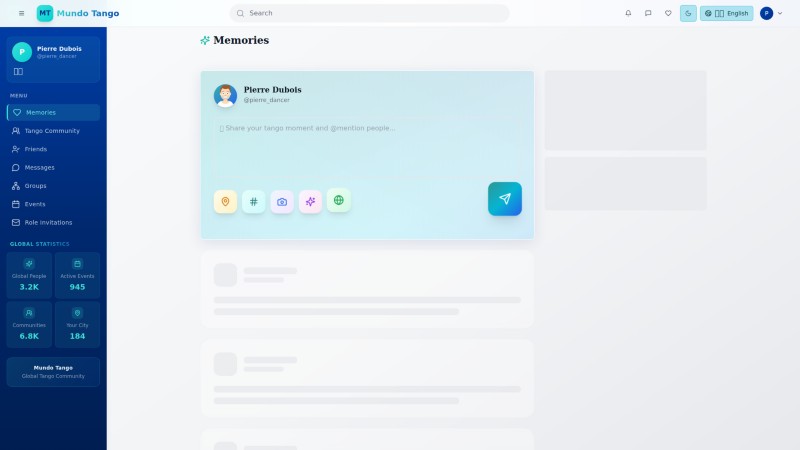 MT Mundo Tango
Search
English
P
P
Pierre Dubois
@pierre_dancer
MENU
Memories
Tango Community
Friends
Messages
Groups
Events
Role Invitations
GLOBAL STATISTICS
Global People
3.2K
Active Events
945
Communities
6.8K
Your City
184
Mundo Tango
Global Tango Community
Memories
Pierre Dubois
@pierre_dancer
Share your tango moment and @mention people...